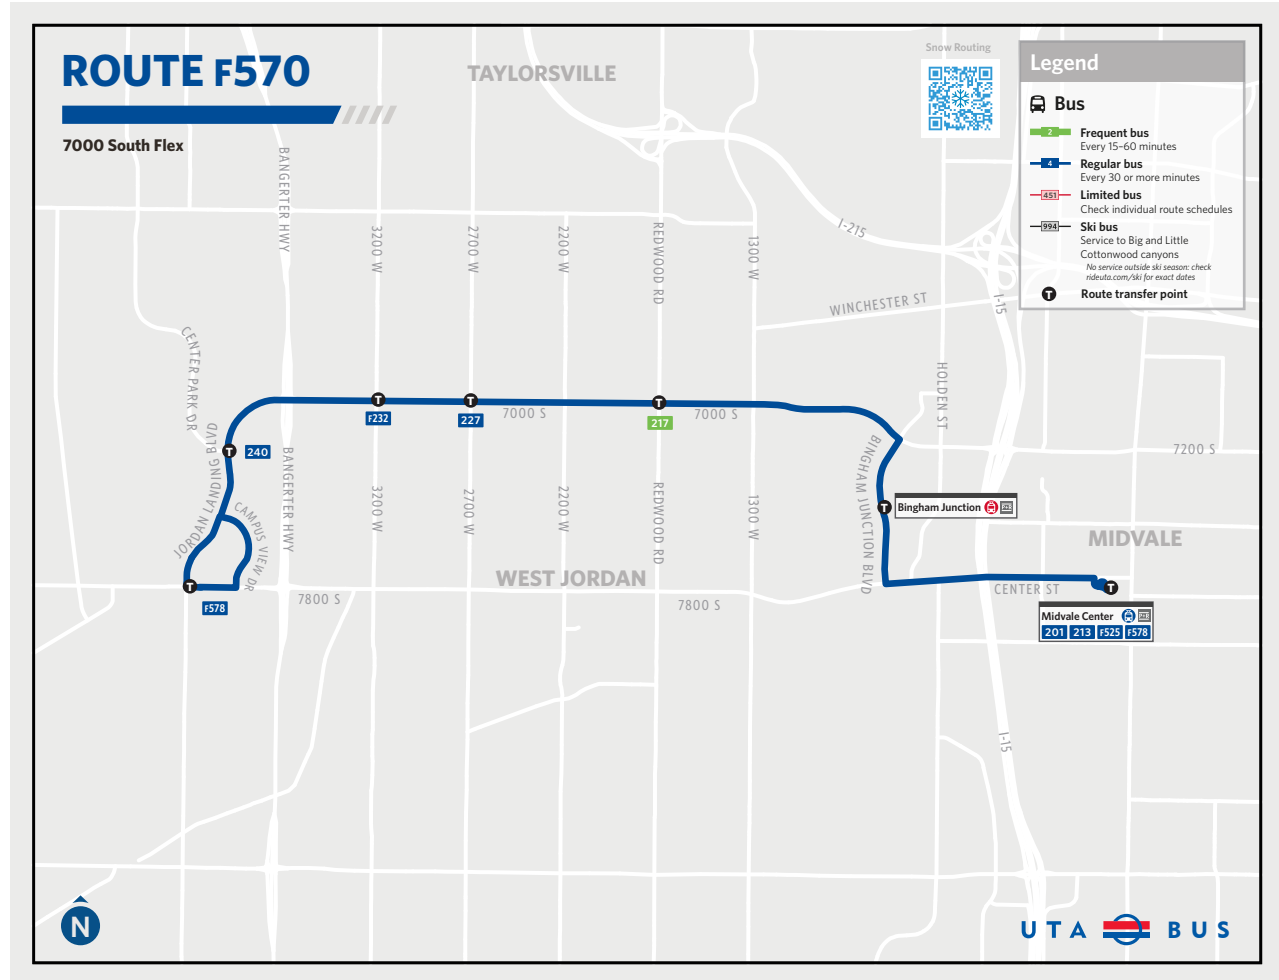 ROUTE F570
7000 South Flex
TAYLORSVILLE
Snow Routing
Legend
Bus
2
Frequent bus
Every 15–60 minutes
4
Regular bus
Every 30 or more minutes
451
Limited bus
Check individual route schedules
994
Ski bus
Service to Big and Little
Cottonwood canyons
No service outside ski season: check
rideuta.com/ski for exact dates
T
Route transfer point
BANGERTER HWY
3200 W
2700 W
2200 W
REDWOOD RD
1300 W
I-215
WINCHESTER ST
I-15
CENTER PARK DR
HOLDEN ST
T
T
T
F232
227
217
7000 S
7000 S
T
240
7200 S
JORDAN LANDING BLVD
CAMPUS VIEW DR
BANGERTER HWY
3200 W
2700 W
2200 W
REDWOOD RD
1300 W
BINGHAM JUNCTION BLVD
T
Bingham Junction
MIDVALE
WEST JORDAN
T
F578
7800 S
7800 S
CENTER ST
T
Midvale Center
201
213
F525
F578
I-15
N
UTA BUS